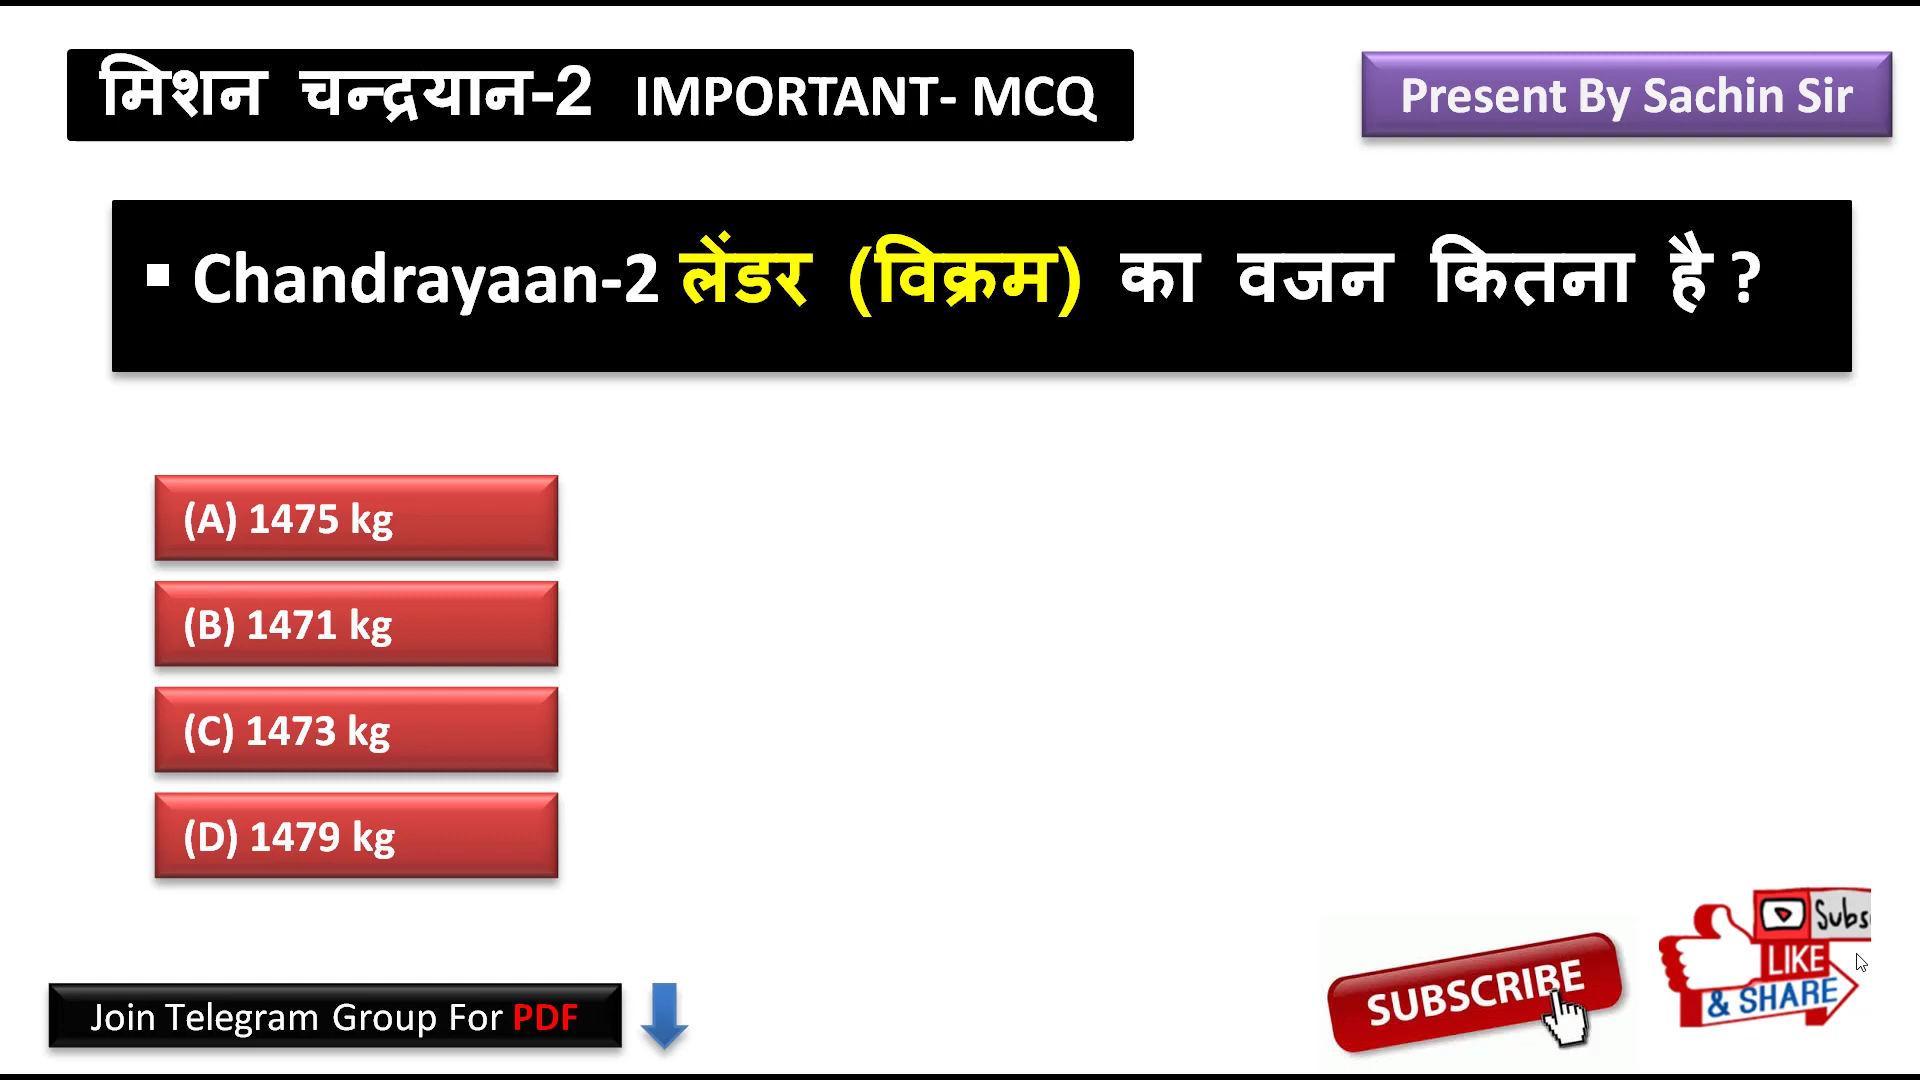 मिशन चन्द्रयान-2 IMPORTANT- MCQ
Present By Sachin Sir
▪ Chandrayaan-2 लेंडर (विक्रम) का वजन कितना है ?
(A) 1475 kg
(B) 1471 kg
(C) 1473 kg
(D) 1479 kg
Subs
LIKE
& SHARE
SUBSCRIBE
Join Telegram Group For PDF